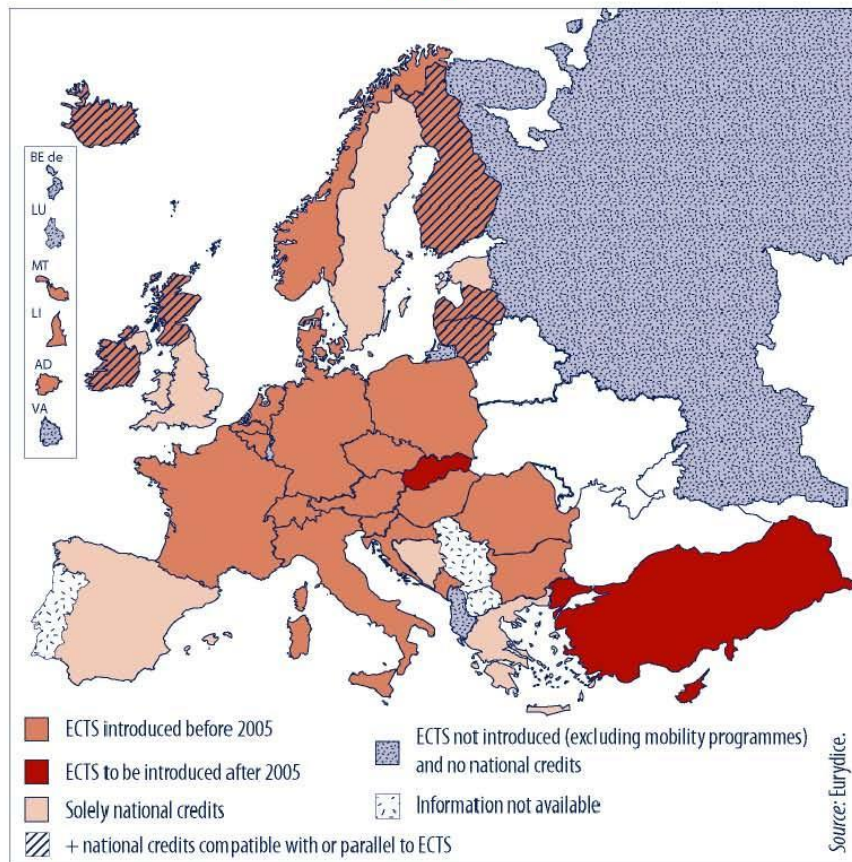 BE de
LU
MT
LI
AD
VA
ECTS introduced before 2005
ECTS to be introduced after 2005
Solely national credits
+ national credits compatible with or parallel to ECTS
ECTS not introduced (excluding mobility programmes)
and no national credits
Information not available
Source: Eurydice.